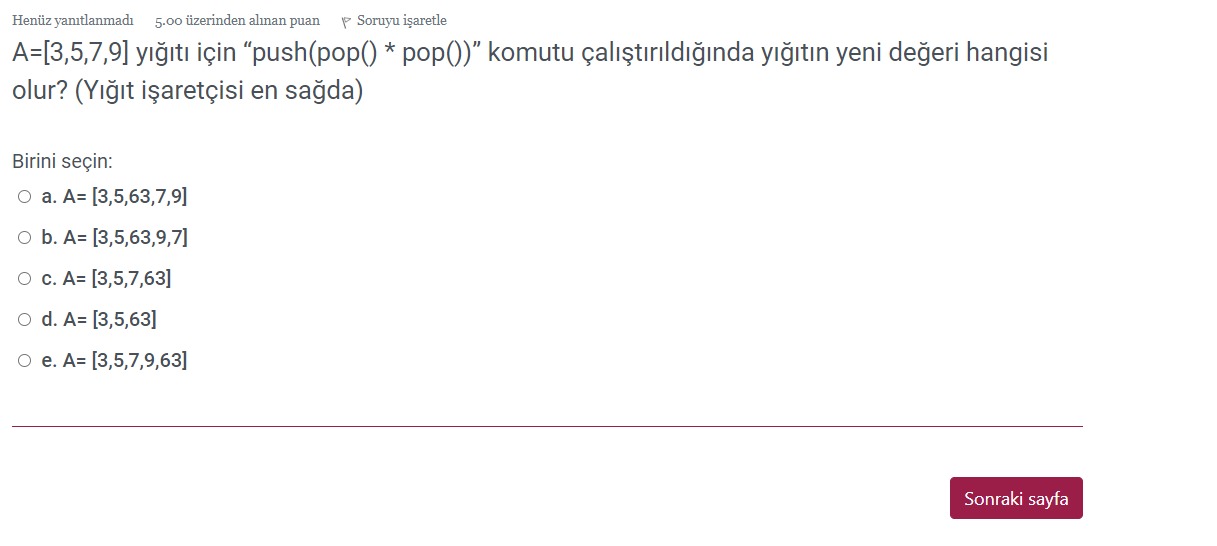 Henüz yanıtlanmadı 5.00 üzerinden alınan puan Soruyu işaretle
A=[3,5,7,9] yığıtı için “push(pop() * pop())” komutu çalıştırıldığında yığıtın yeni değeri hangisi
olur? (Yığıt işaretçisi en sağda)
Birini seçin:
a. A= [3,5,63,7,9]
b. A= [3,5,63,9,7]
c. A= [3,5,7,63]
d. A= [3,5,63]
e. A= [3,5,7,9,63]
Sonraki sayfa